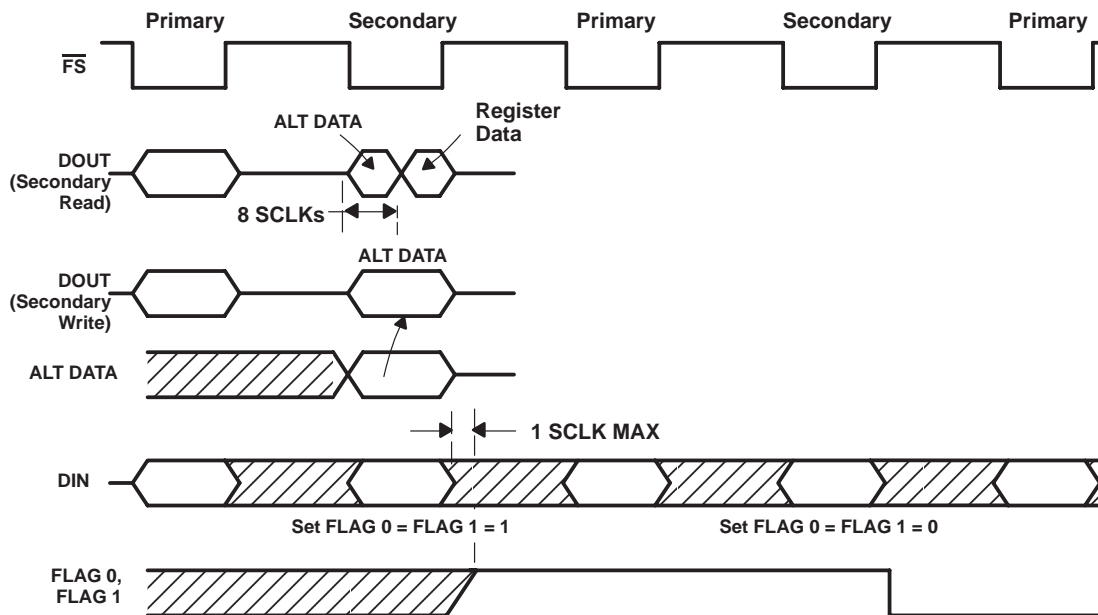 Primary Secondary Primary Secondary Primary
FS
ALT DATA
Register
Data
DOUT
(Secondary
Read)
8 SCLKs
ALT DATA
DOUT
(Secondary
Write)
ALT DATA
1 SCLK MAX
DIN
Set FLAG 0 = FLAG 1 = 1
Set FLAG 0 = FLAG 1 = 0
FLAG 0,
FLAG 1